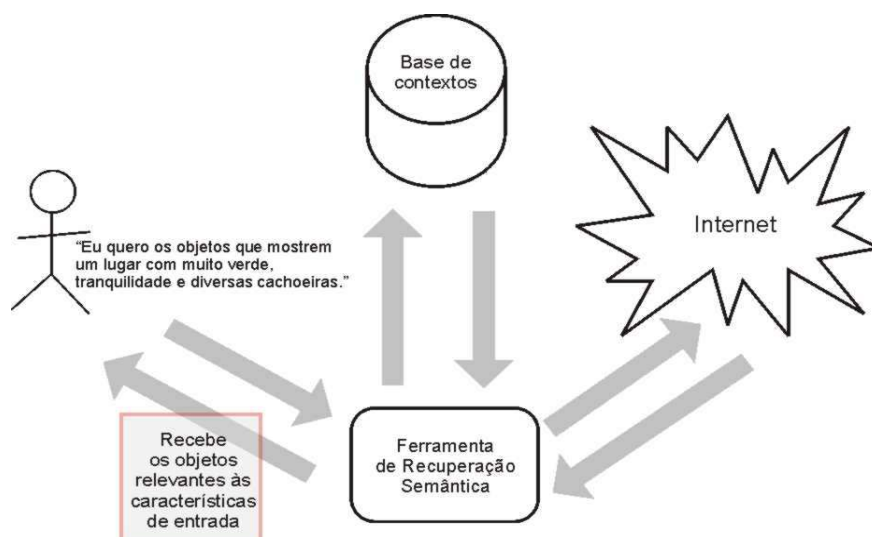 Base de
contextos
"Eu quero os objetos que mostrem
um lugar com muito verde,
tranquilidade e diversas cachoeiras."
Internet
Recebe
os objetos
relevantes às
características
de entrada
Ferramenta
de Recuperação
Semântica